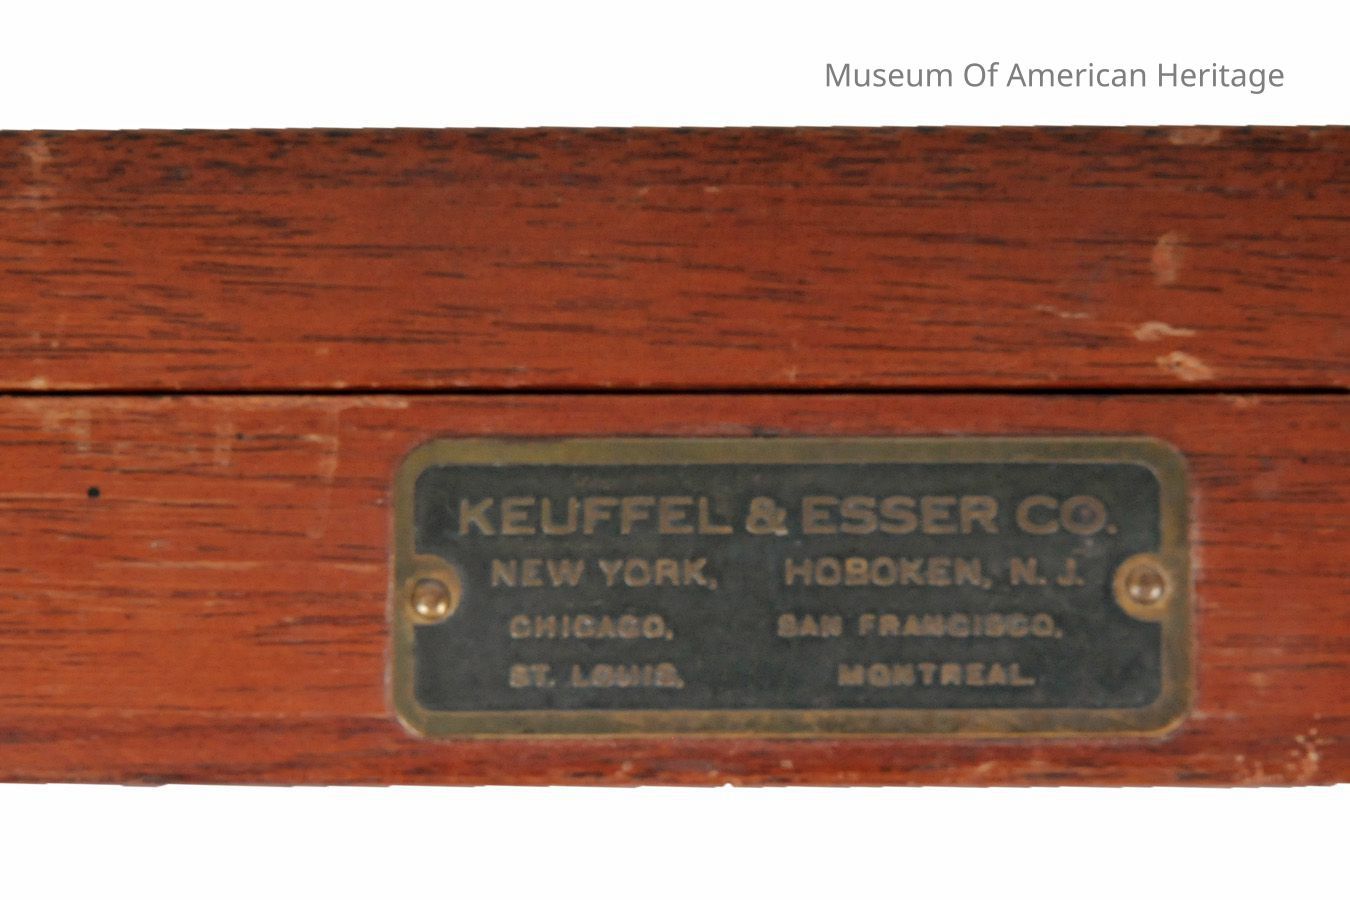 Museum Of American Heritage
KEUFFEL & ESSER CO.
NEW YORK, HOBOKEN, N. J.
CHICAGO, SAN FRANCISCO,
ST. LOUIS, MONTREAL.